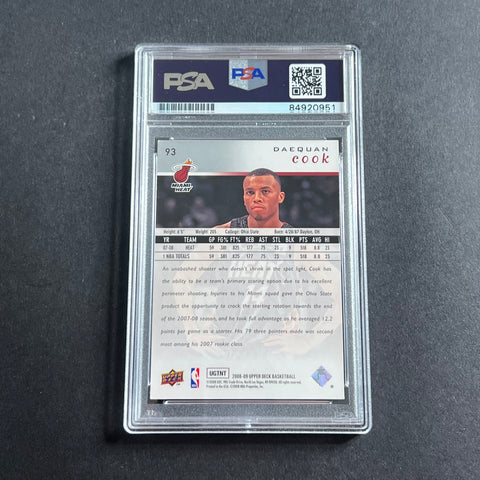 PSA
PSA
84920951
93
DAEQUAN
cook
MIAMI
HEAT
Height: 6'5" Weight: 205 College: Ohio State Born: 4/28/87 Dayton, OH
YR TEAM GP FG% FT% REB AST STL BLK PTS AVG HI
07-08 HEAT 59 .381 .825 177 75 23 9 518 8.8 25
1 NBA TOTALS 59 .381 .825 177 75 23 9 518 8.8 25
An unabashed shooter who doesn't shrink in the spot light, Cook has
the ability to be a team's primary scoring option due to his excellent
perimeter shooting. Injuries to his Miami squad gave the Ohio State
product the opportunity to crack the starting rotation towards the
end of the 2007-08 season, and he took full advantage as he averaged 12.2
points per game as a starter. His 79 three pointers made was second
most among his 2007 rookie class.
UPPER DECK
NBA
UGTNT
2008-09 UPPER DECK BASKETBALL